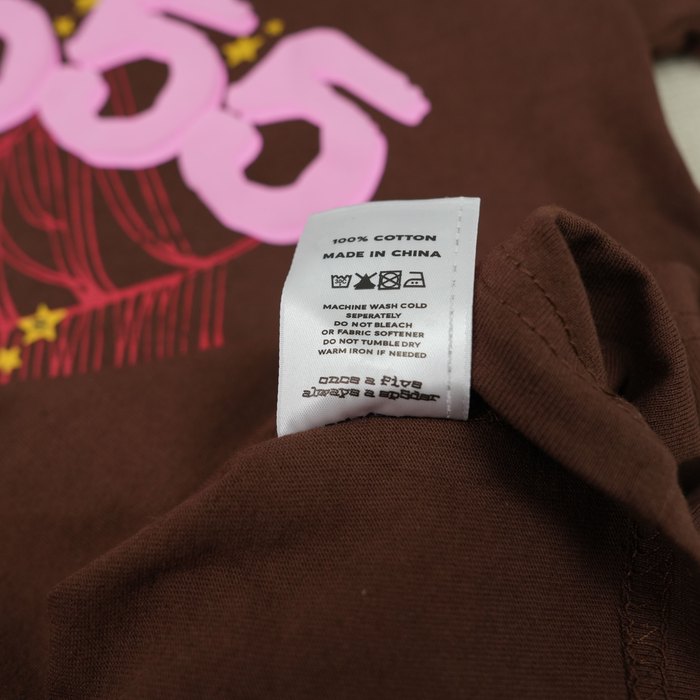 555
100% COTTON
MADE IN CHINA
MACHINE WASH COLD
SEPERATELY
DO NOT BLEACH
OR FABRIC SOFTENER
DO NOT TUMBLE DRY
WARM IRON IF NEEDED
once a five
always a sp5der